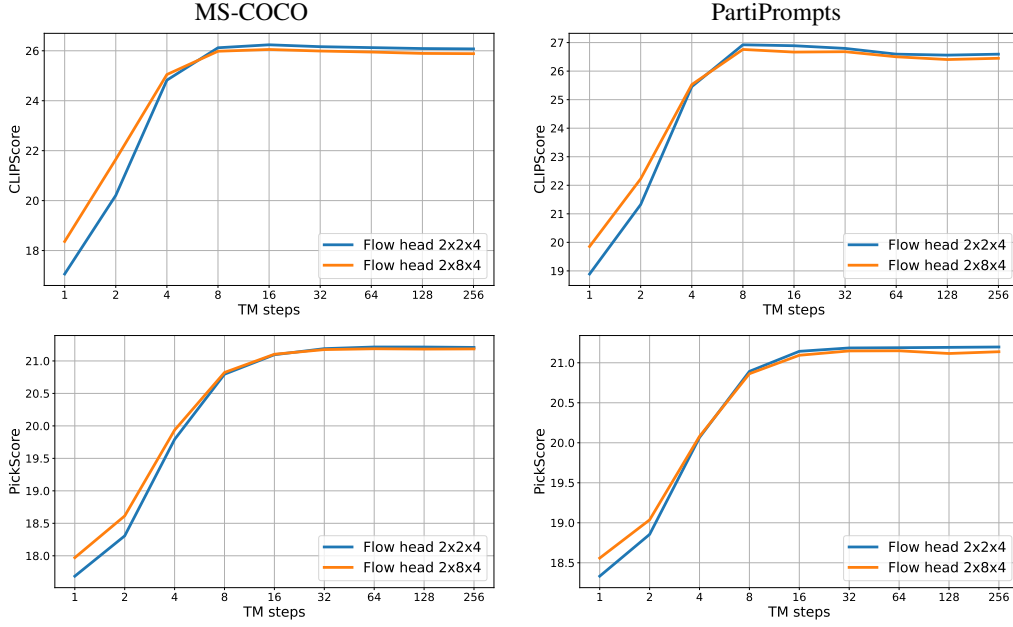 MS-COCO
PartiPrompts
26
24
22
20
18
CLIPScore
1 2 4 8 16 32 64 128 256
TM steps
Flow head 2x2x4
Flow head 2x8x4
27
26
25
24
23
22
21
20
19
CLIPScore
1 2 4 8 16 32 64 128 256
TM steps
Flow head 2x2x4
Flow head 2x8x4
21.0
20.5
20.0
19.5
19.0
18.5
18.0
PickScore
1 2 4 8 16 32 64 128 256
TM steps
Flow head 2x2x4
Flow head 2x8x4
21.0
20.5
20.0
19.5
19.0
18.5
PickScore
1 2 4 8 16 32 64 128 256
TM steps
Flow head 2x2x4
Flow head 2x8x4